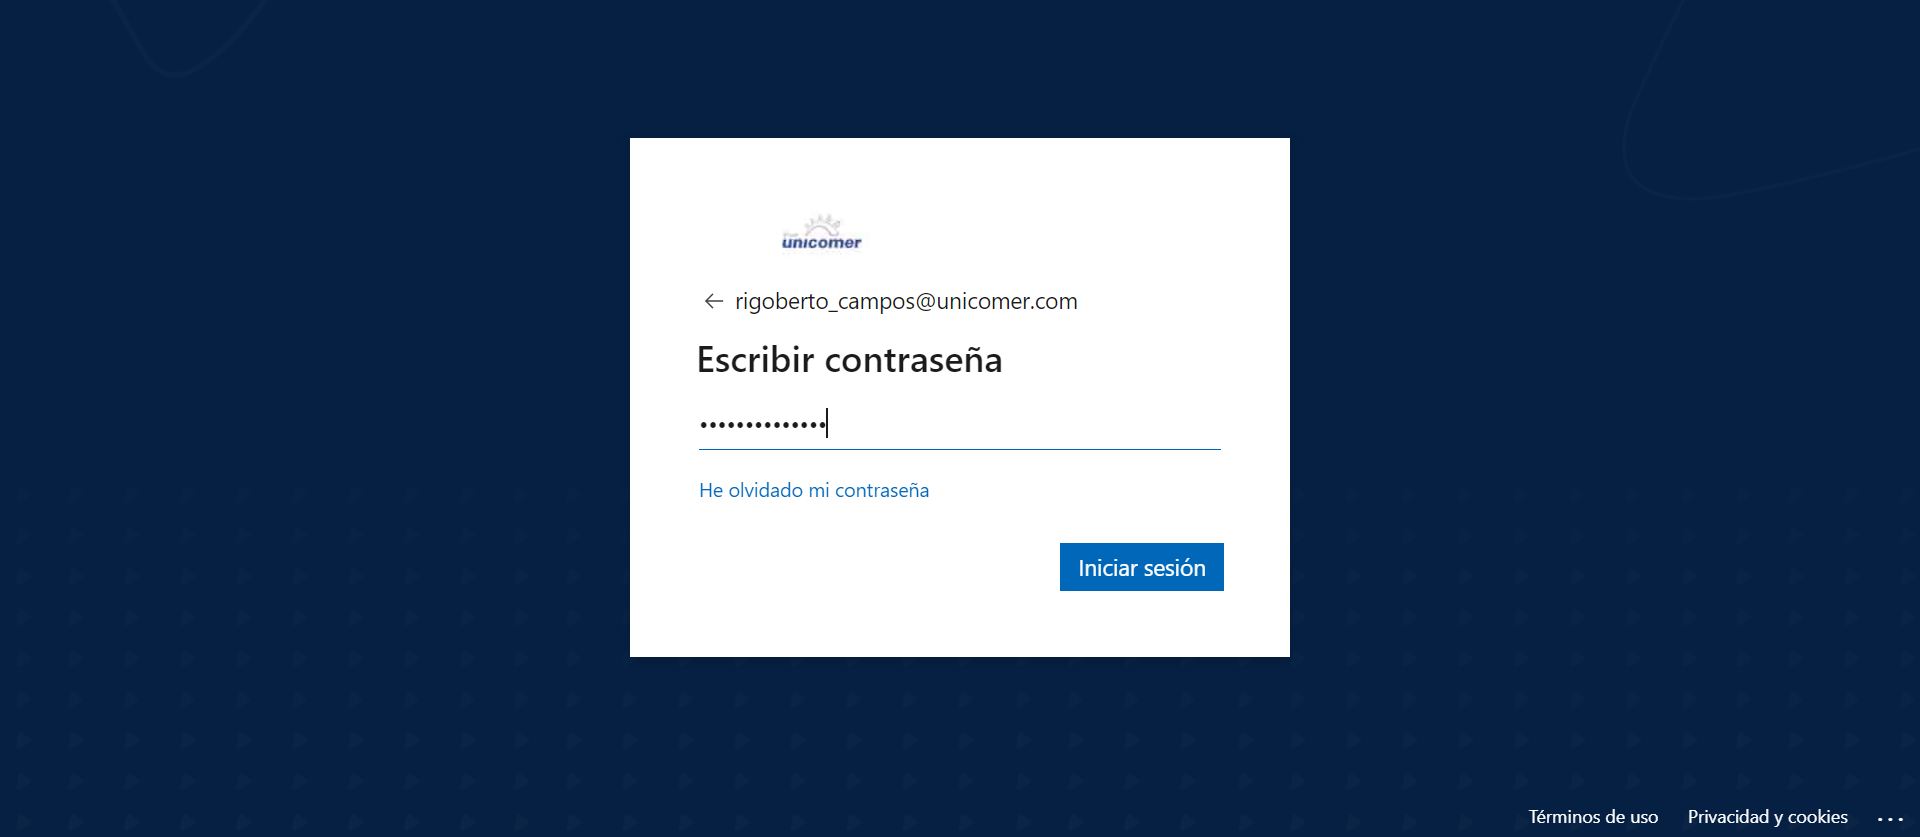 unicomer
rigoberto_campos@unicomer.com
Escribir contraseña
••••••••••••••
He olvidado mi contraseña
Iniciar sesión
Términos de uso Privacidad y cookies ...